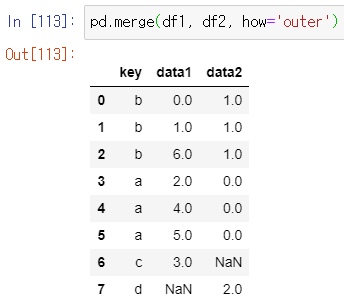 In [113]: pd.merge(df1, df2, how='outer')
Out[113]:
key data1 data2
0 b 0.0 1.0
1 b 1.0 1.0
2 b 6.0 1.0
3 a 2.0 0.0
4 a 4.0 0.0
5 a 5.0 0.0
6 c 3.0 NaN
7 d NaN 2.0